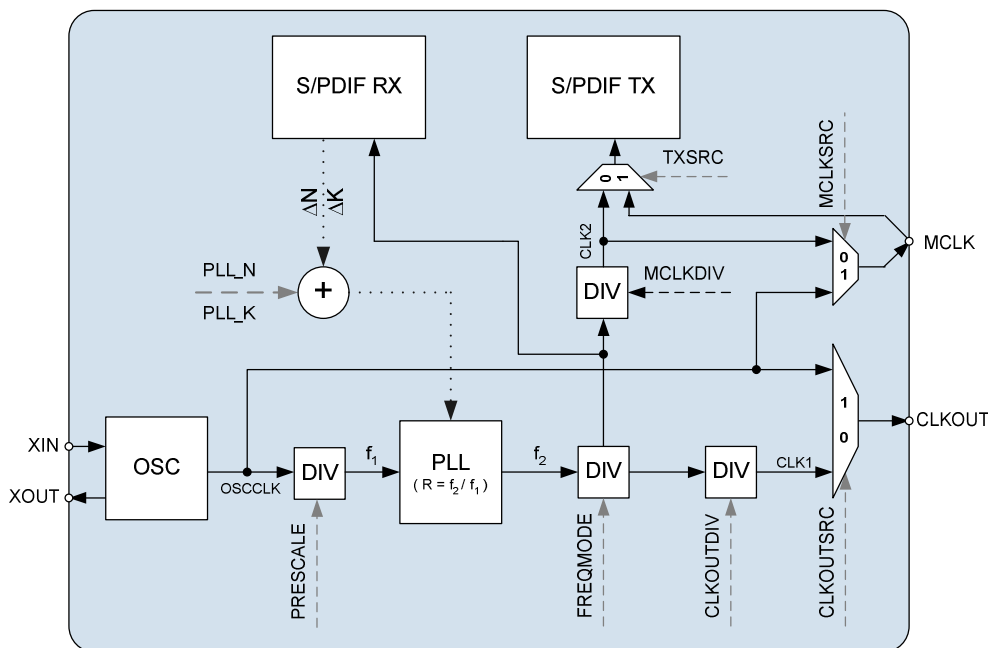 S/PDIF RX
S/PDIF TX
TXSRC
0
1
MCLKSRC
ΔN
ΔK
CLK2
0
1
MCLK
PLL_N
PLL_K
+
DIV
MCLKDIV
1
0
CLKOUT
XIN
XOUT
OSC
OSCCLK
DIV
f1
PLL
( R = f2 / f1 )
f2
DIV
DIV
CLK1
PRESCALE
FREQMODE
CLKOUTDIV
CLKOUTSRC